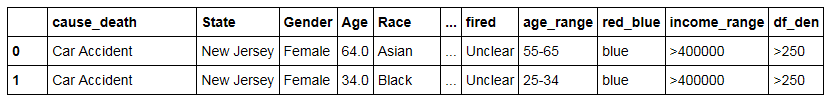 cause_death State Gender Age Race ... fired age_range red_blue income_range df_den
0 Car Accident New Jersey Female 64.0 Asian ... Unclear 55-65 blue >400000 >250
1 Car Accident New Jersey Female 34.0 Black ... Unclear 25-34 blue >400000 >250